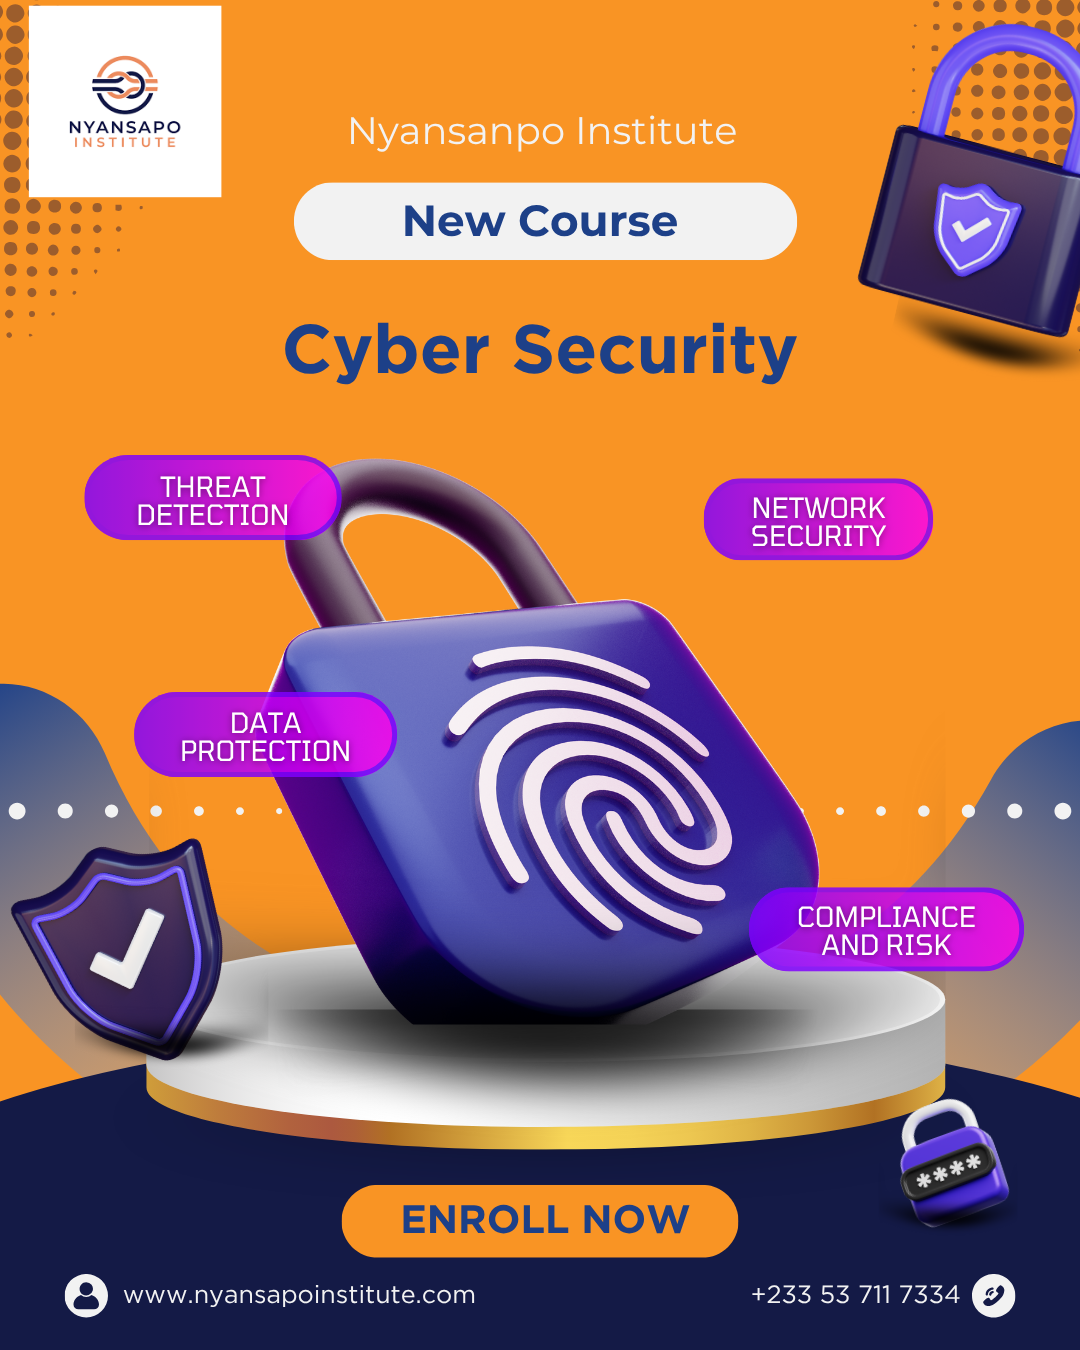 NYANSAPO
INSTITUTE
Nyansanpo Institute
New Course
Cyber Security
THREAT
DETECTION
NETWORK
SECURITY
DATA
PROTECTION
COMPLIANCE
AND RISK
****
ENROLL NOW
www.nyansapoinstitute.com
+233 53 711 7334